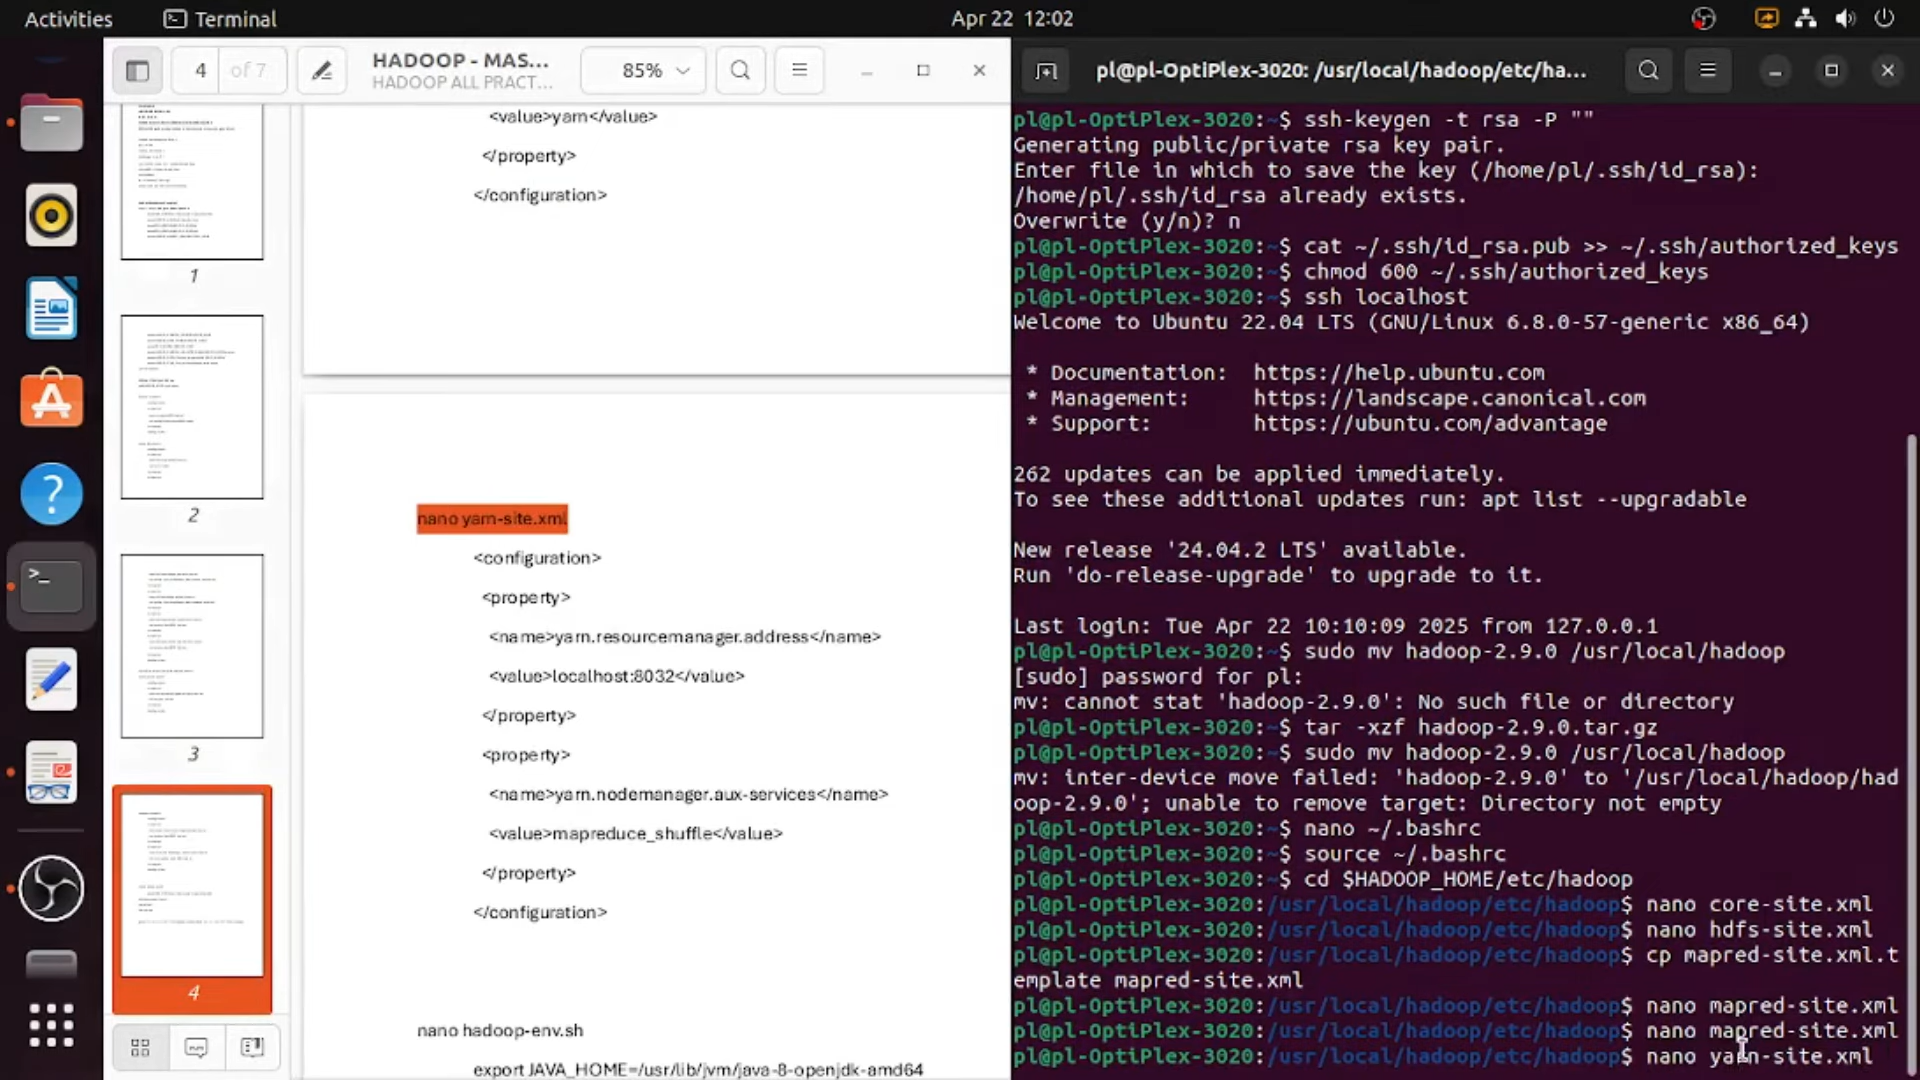 Activities
Terminal
Apr 22 12:02
4 of 7
HADOOP - MAS...
HADOOP ALL PRACT...
85%
1
2
3
4
<value>yarn</value>
</property>
</configuration>
nano yarn-site.xml
<configuration>
<property>
<name>yarn.resourcemanager.address</name>
<value>localhost:8032</value>
</property>
<property>
<name>yarn.nodemanager.aux-services</name>
<value>mapreduce_shuffle</value>
</property>
</configuration>
nano hadoop-env.sh
export JAVA_HOME=/usr/lib/jvm/java-8-openjdk-amd64
pl@pl-OptiPlex-3020: /usr/local/hadoop/etc/ha...
pl@pl-OptiPlex-3020:~$ ssh-keygen -t rsa -P ""
Generating public/private rsa key pair.
Enter file in which to save the key (/home/pl/.ssh/id_rsa):
/home/pl/.ssh/id_rsa already exists.
Overwrite (y/n)? n
pl@pl-OptiPlex-3020:~$ cat ~/.ssh/id_rsa.pub >> ~/.ssh/authorized_keys
pl@pl-OptiPlex-3020:~$ chmod 600 ~/.ssh/authorized_keys
pl@pl-OptiPlex-3020:~$ ssh localhost
Welcome to Ubuntu 22.04 LTS (GNU/Linux 6.8.0-57-generic x86_64)
* Documentation: https://help.ubuntu.com
* Management: https://landscape.canonical.com
* Support: https://ubuntu.com/advantage
262 updates can be applied immediately.
To see these additional updates run: apt list --upgradable
New release '24.04.2 LTS' available.
Run 'do-release-upgrade' to upgrade to it.
Last login: Tue Apr 22 10:10:09 2025 from 127.0.0.1
pl@pl-OptiPlex-3020:~$ sudo mv hadoop-2.9.0 /usr/local/hadoop
[sudo] password for pl:
mv: cannot stat 'hadoop-2.9.0': No such file or directory
pl@pl-OptiPlex-3020:~$ tar -xzf hadoop-2.9.0.tar.gz
pl@pl-OptiPlex-3020:~$ sudo mv hadoop-2.9.0 /usr/local/hadoop
mv: inter-device move failed: 'hadoop-2.9.0' to '/usr/local/hadoop/had
oop-2.9.0'; unable to remove target: Directory not empty
pl@pl-OptiPlex-3020:~$ nano ~/.bashrc
pl@pl-OptiPlex-3020:~$ source ~/.bashrc
pl@pl-OptiPlex-3020:~$ cd $HADOOP_HOME/etc/hadoop
pl@pl-OptiPlex-3020:/usr/local/hadoop/etc/hadoop$ nano core-site.xml
pl@pl-OptiPlex-3020:/usr/local/hadoop/etc/hadoop$ nano hdfs-site.xml
pl@pl-OptiPlex-3020:/usr/local/hadoop/etc/hadoop$ cp mapred-site.xml.t
emplate mapred-site.xml
pl@pl-OptiPlex-3020:/usr/local/hadoop/etc/hadoop$ nano mapred-site.xml
pl@pl-OptiPlex-3020:/usr/local/hadoop/etc/hadoop$ nano mapred-site.xml
pl@pl-OptiPlex-3020:/usr/local/hadoop/etc/hadoop$ nano yarn-site.xml